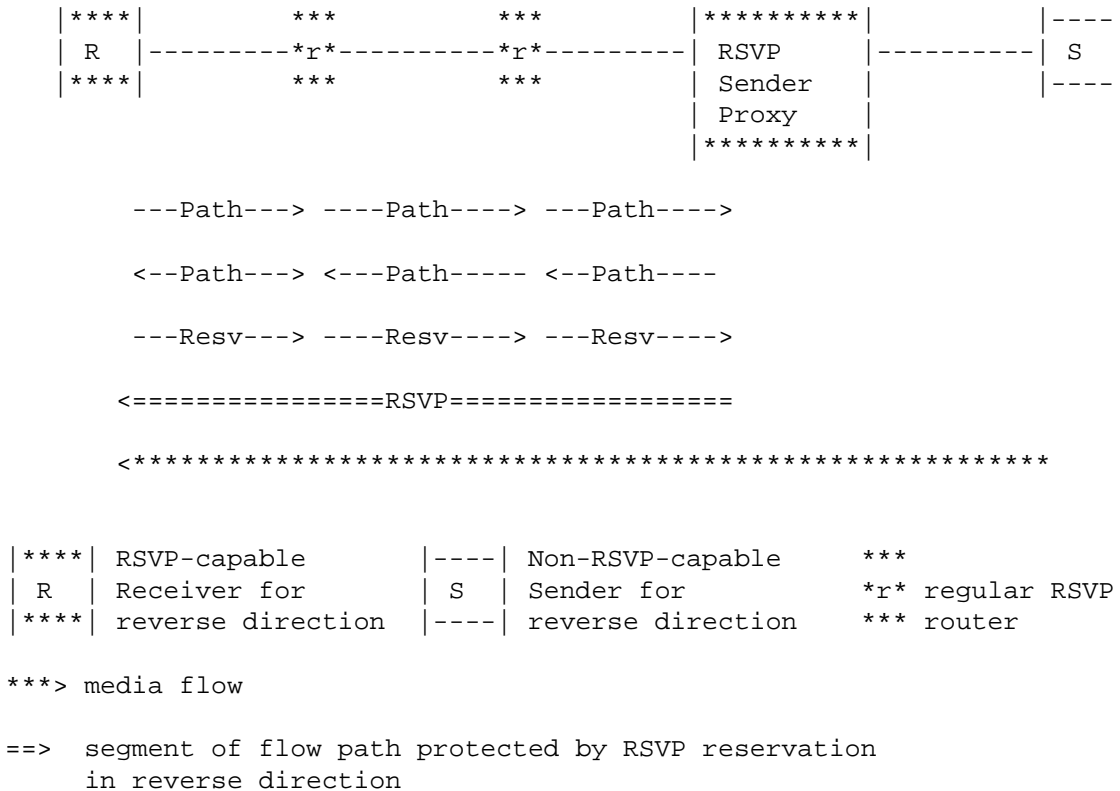 |****|         ***          ***         |**********|          |----
| R  |---------*r*----------*r*---------| RSVP     |----------| S
|****|         ***          ***         | Sender   |          |----
                                        | Proxy    |
                                        |**********|
---Path---> ----Path----> ---Path---->
<--Path---> <---Path----- <--Path----
---Resv---> ----Resv----> ---Resv---->
<================RSVP==================
<**********************************************************
|****| RSVP-capable       |----| Non-RSVP-capable     ***
| R  | Receiver for       | S  | Sender for           *r* regular RSVP
|****| reverse direction  |----| reverse direction    *** router
***> media flow
==>  segment of flow path protected by RSVP reservation
     in reverse direction